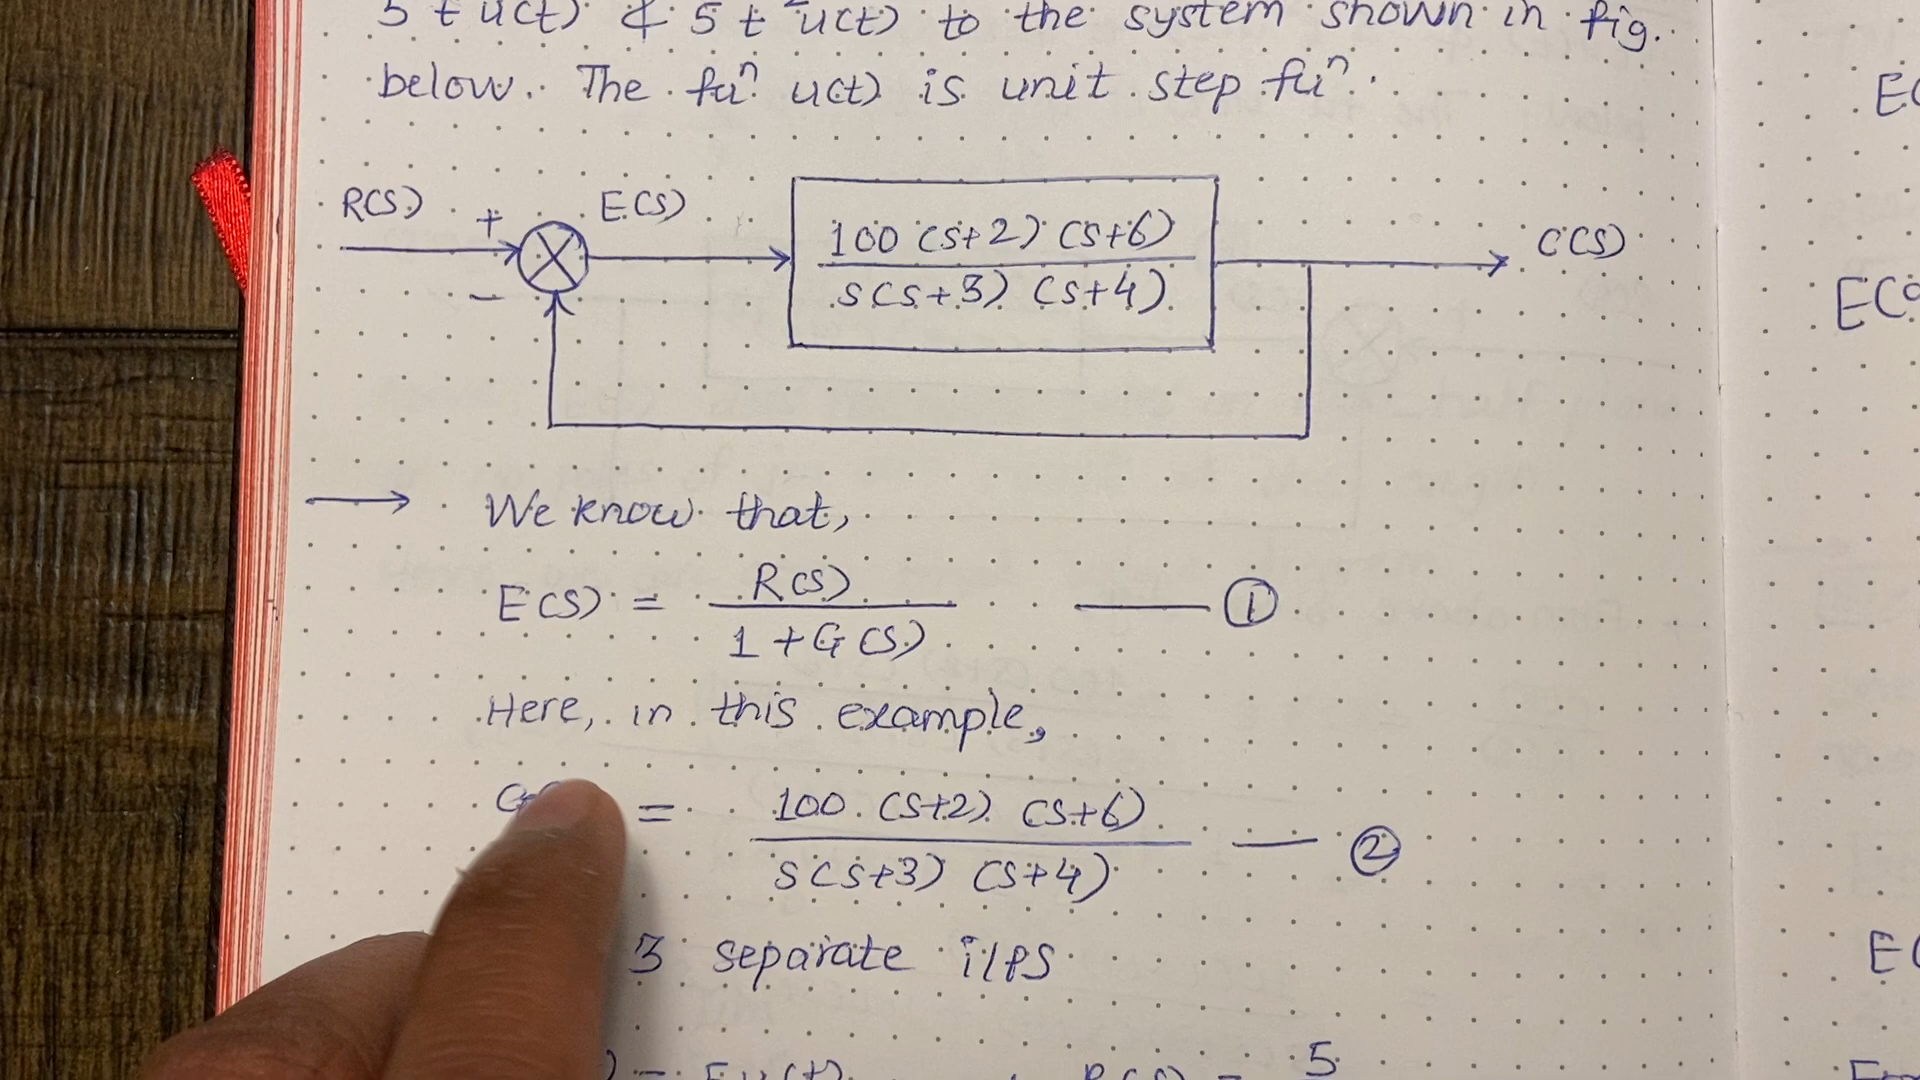 5 t u(t) & 5 t² u(t) to the system shown in fig.
below. The fuⁿ u(t) is unit step fuⁿ.
R(S) + E(S) 100 (s+2) (s+6) C(S)
s(s+3) (s+4)
−
→ We know that,
E(S) = R(S) —— ①
1 + G(S)
Here, in this example,
= 100 (s+2) (s+6) — ②
s(s+3) (s+4)
3 separate i/ps
5